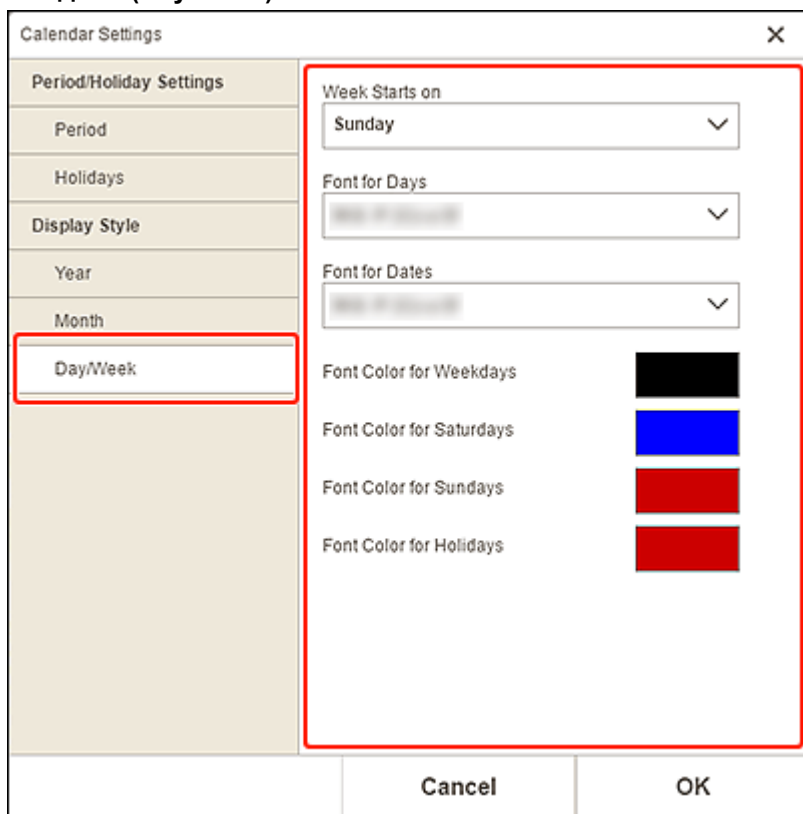 Calendar Settings
Period/Holiday Settings
Period
Holidays
Display Style
Year
Month
Day/Week
Week Starts on
Sunday
Font for Days
Font for Dates
Font Color for Weekdays
Font Color for Saturdays
Font Color for Sundays
Font Color for Holidays
Cancel
OK